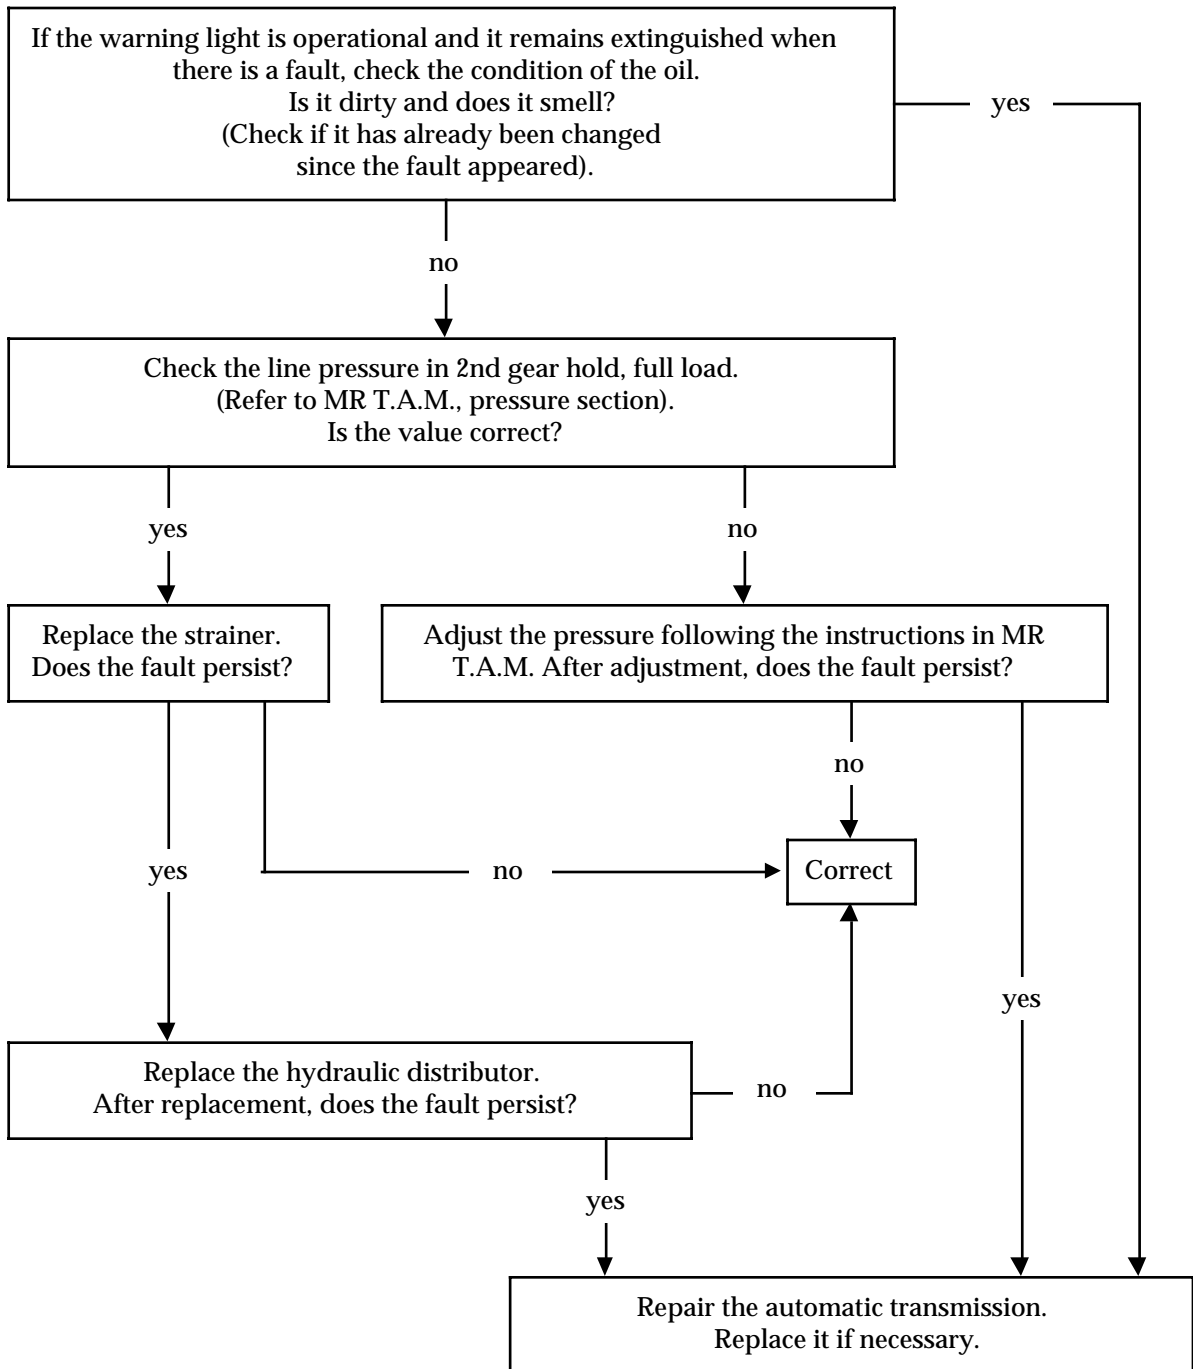 If the warning light is operational and it remains extinguished when
there is a fault, check the condition of the oil.
Is it dirty and does it smell?
(Check if it has already been changed
since the fault appeared).
yes
no
Check the line pressure in 2nd gear hold, full load.
(Refer to MR T.A.M., pressure section).
Is the value correct?
yes
no
Replace the strainer.
Does the fault persist?
Adjust the pressure following the instructions in MR
T.A.M. After adjustment, does the fault persist?
no
yes
no
Correct
yes
Replace the hydraulic distributor.
After replacement, does the fault persist?
no
yes
Repair the automatic transmission.
Replace it if necessary.